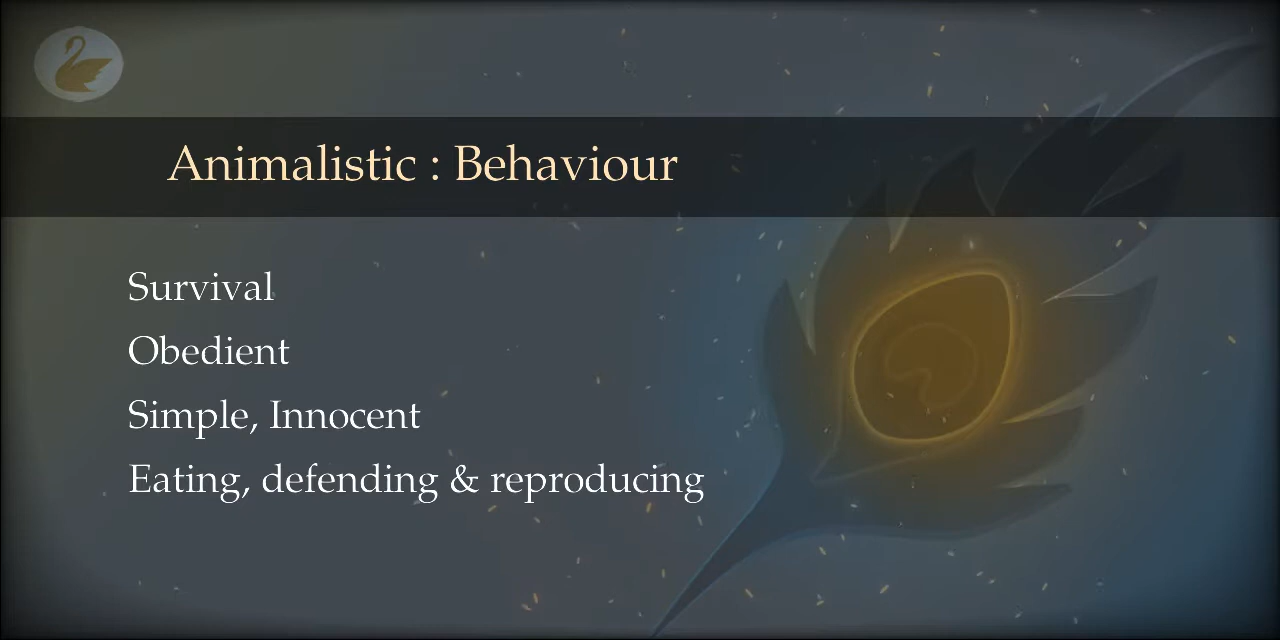 Animalistic : Behaviour
Survival
Obedient
Simple, Innocent
Eating, defending & reproducing